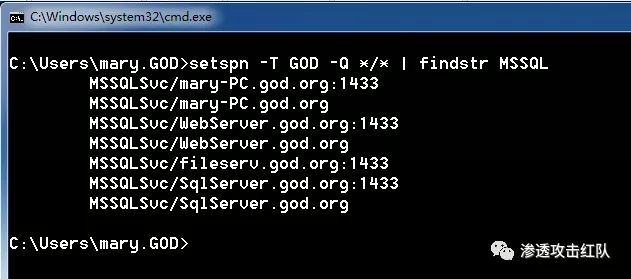 C:\Windows\system32\cmd.exe
C:\Users\mary.GOD>setspn -T GOD -Q */* | findstr MSSQL
MSSQLSvc/mary-PC.god.org:1433
MSSQLSvc/mary-PC.god.org
MSSQLSvc/WebServer.god.org:1433
MSSQLSvc/WebServer.god.org
MSSQLSvc/fileserv.god.org:1433
MSSQLSvc/SqlServer.god.org:1433
MSSQLSvc/SqlServer.god.org
C:\Users\mary.GOD>
渗透攻击红队